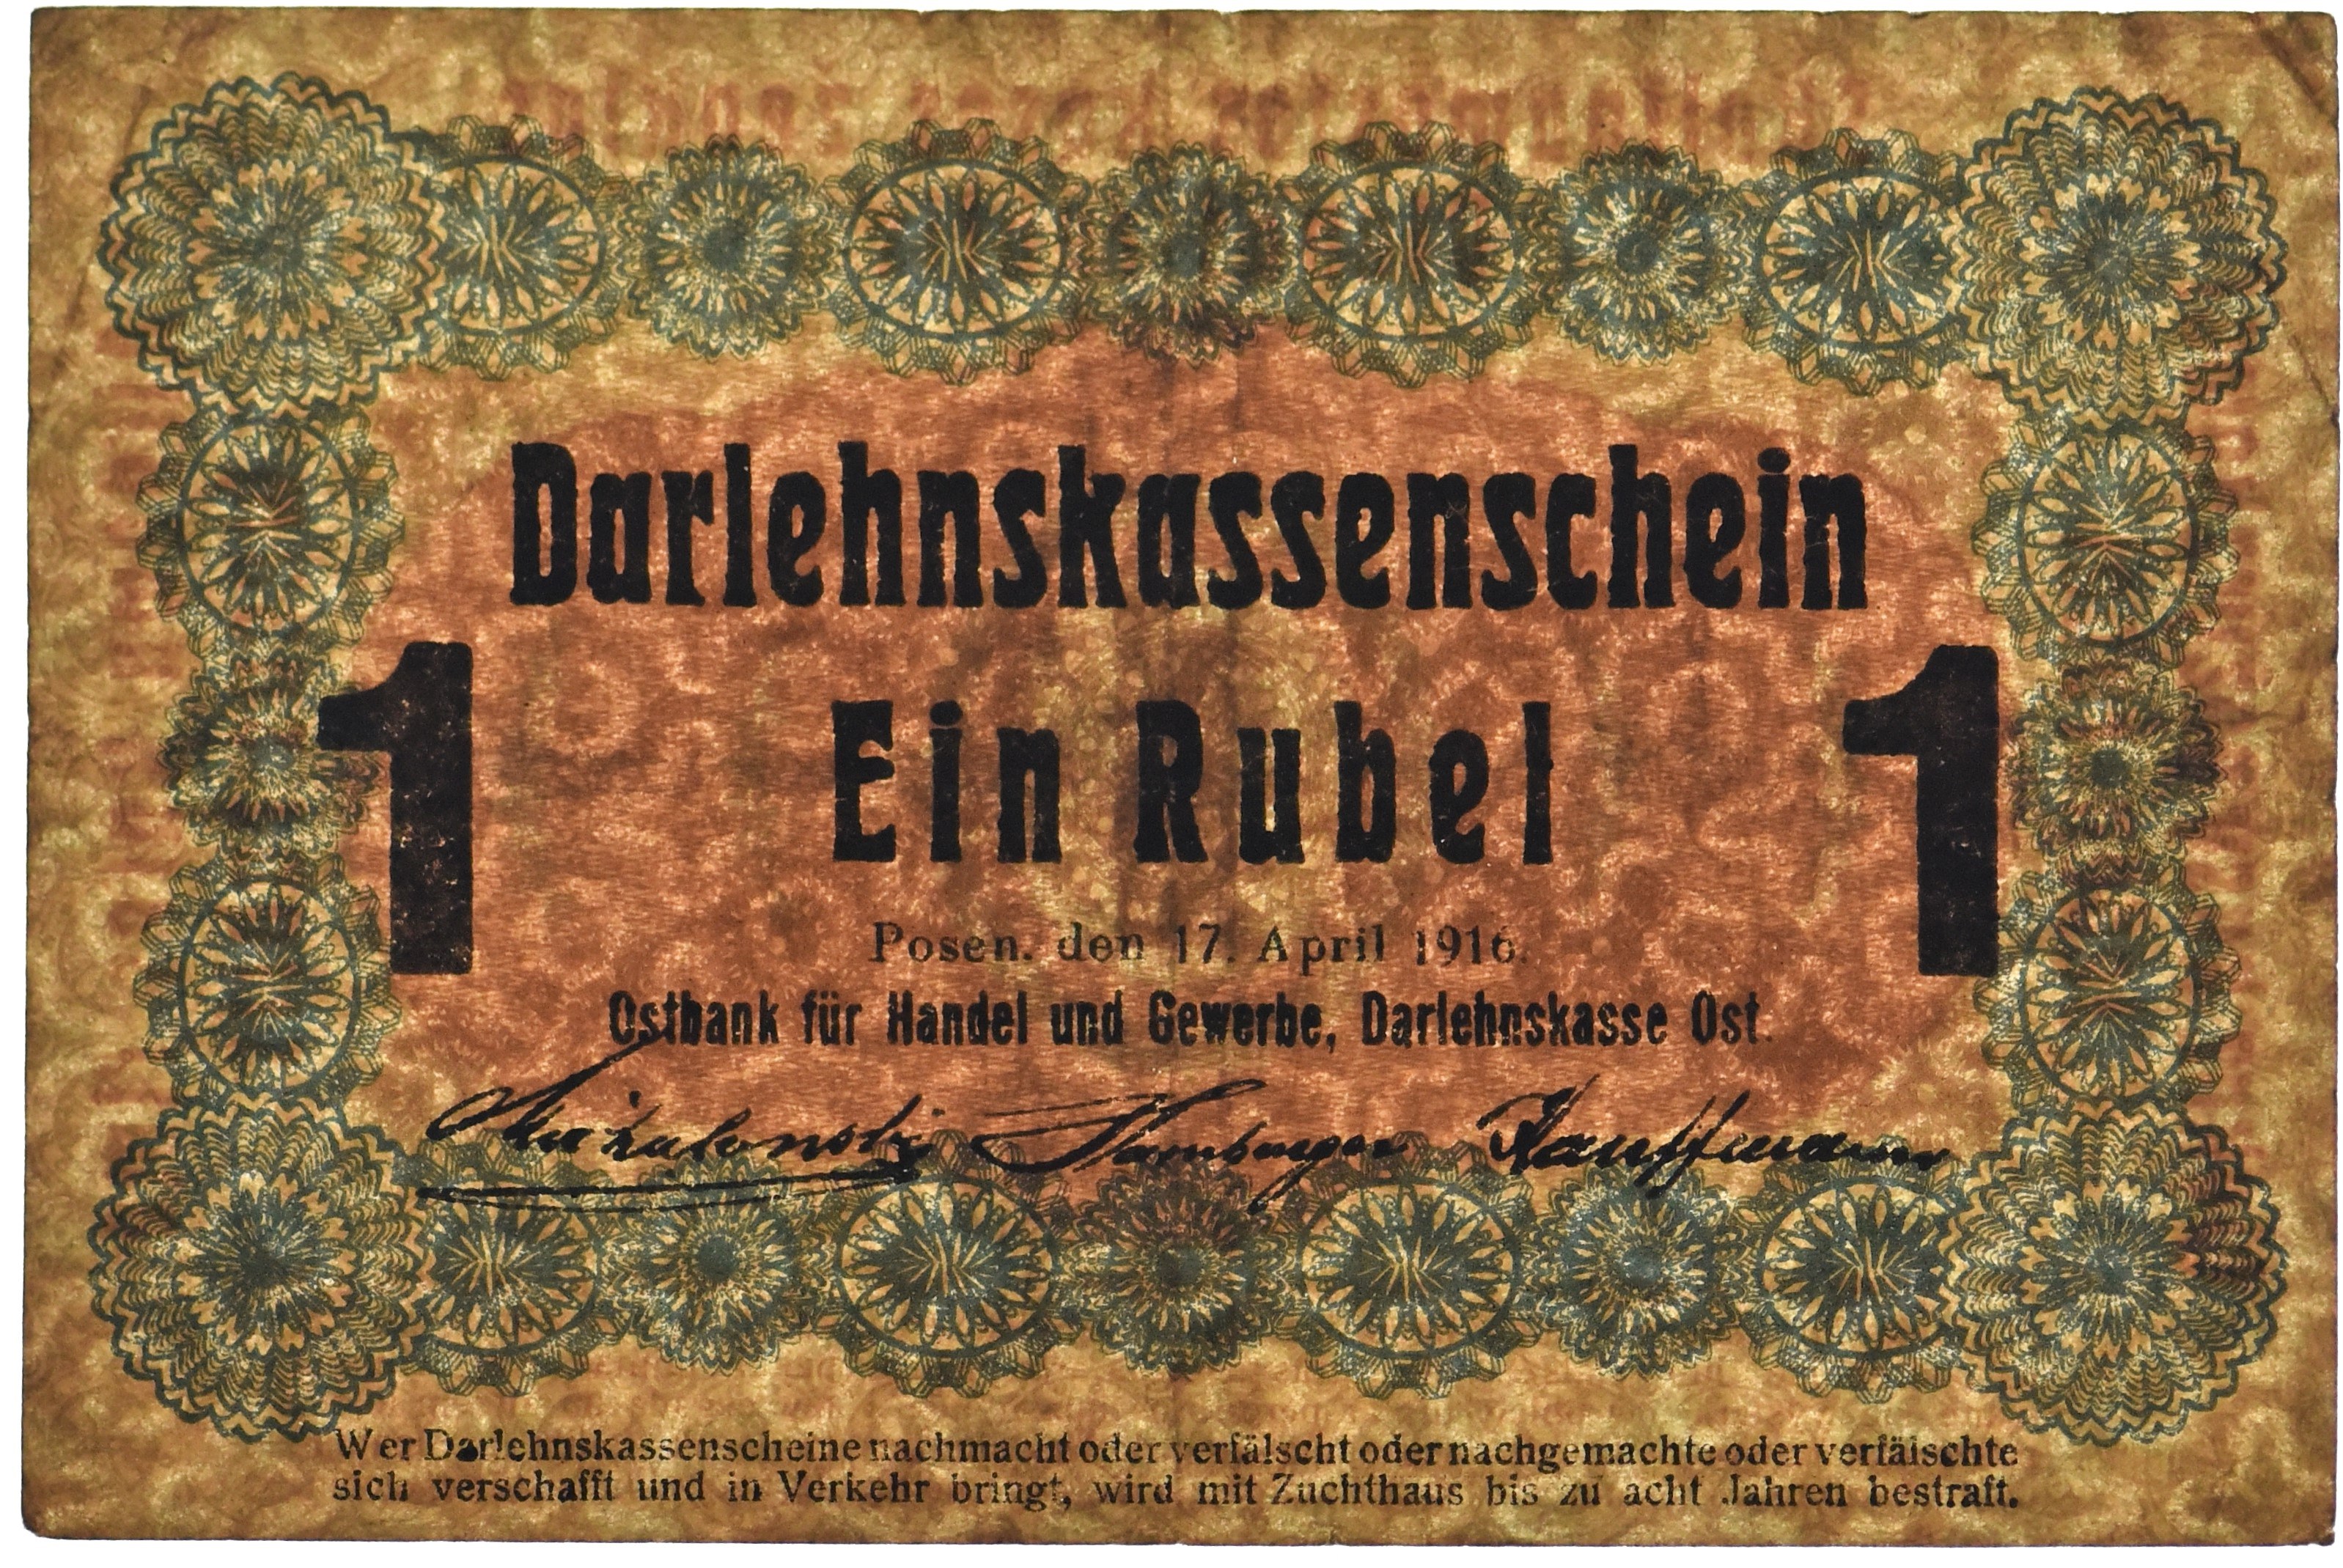 Darlehnskassenschein
1 Ein Rubel 1
Posen. den 17. April 1916.
Ostbank für Handel und Gewerbe, Darlehnskasse Ost.
Hamburger Kauffmann
Wer Darlehnskassenscheine nachmacht oder verfälscht oder nachgemachte oder verfälschte
sich verschafft und in Verkehr bringt, wird mit Zuchthaus bis zu acht Jahren bestraft.